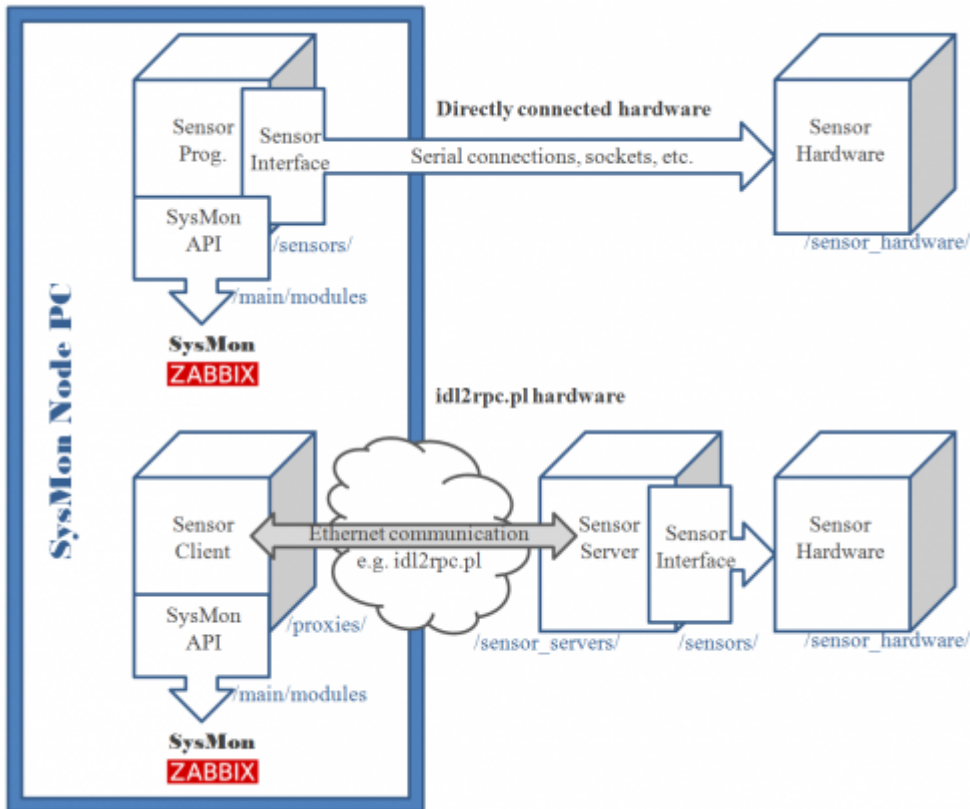 SysMon Node PC
Sensor
Prog.
Sensor
Interface
SysMon
API
/sensors/
/main/modules
SysMon
ZABBIX
Directly connected hardware
Serial connections, sockets, etc.
Sensor
Hardware
/sensor_hardware/
idl2rpc.pl hardware
Sensor
Client
SysMon
API
/proxies/
/main/modules
SysMon
ZABBIX
Ethernet communication
e.g. idl2rpc.pl
Sensor
Server
Sensor
Interface
/sensor_servers/
/sensors/
Sensor
Hardware
/sensor_hardware/